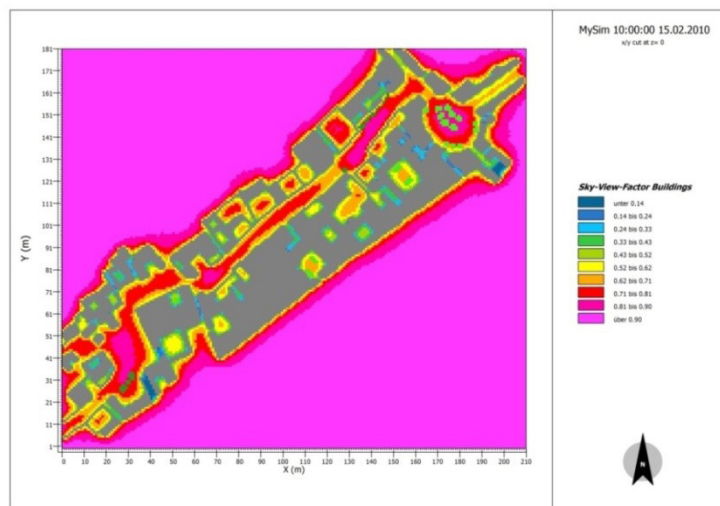 MySim 10:00:00 15.02.2010
x/y cut at z= 0
181
171
161
151
141
131
121
111
101
91
81
71
61
51
41
31
21
11
1
Y (m)
0 10 20 30 40 50 60 70 80 90 100 110 120 130 140 150 160 170 180 190 200 210
X (m)
Sky-View-Factor Buildings
unter 0.14
0.14 bis 0.24
0.24 bis 0.33
0.33 bis 0.43
0.43 bis 0.52
0.52 bis 0.62
0.62 bis 0.71
0.71 bis 0.81
0.81 bis 0.90
über 0.90
N